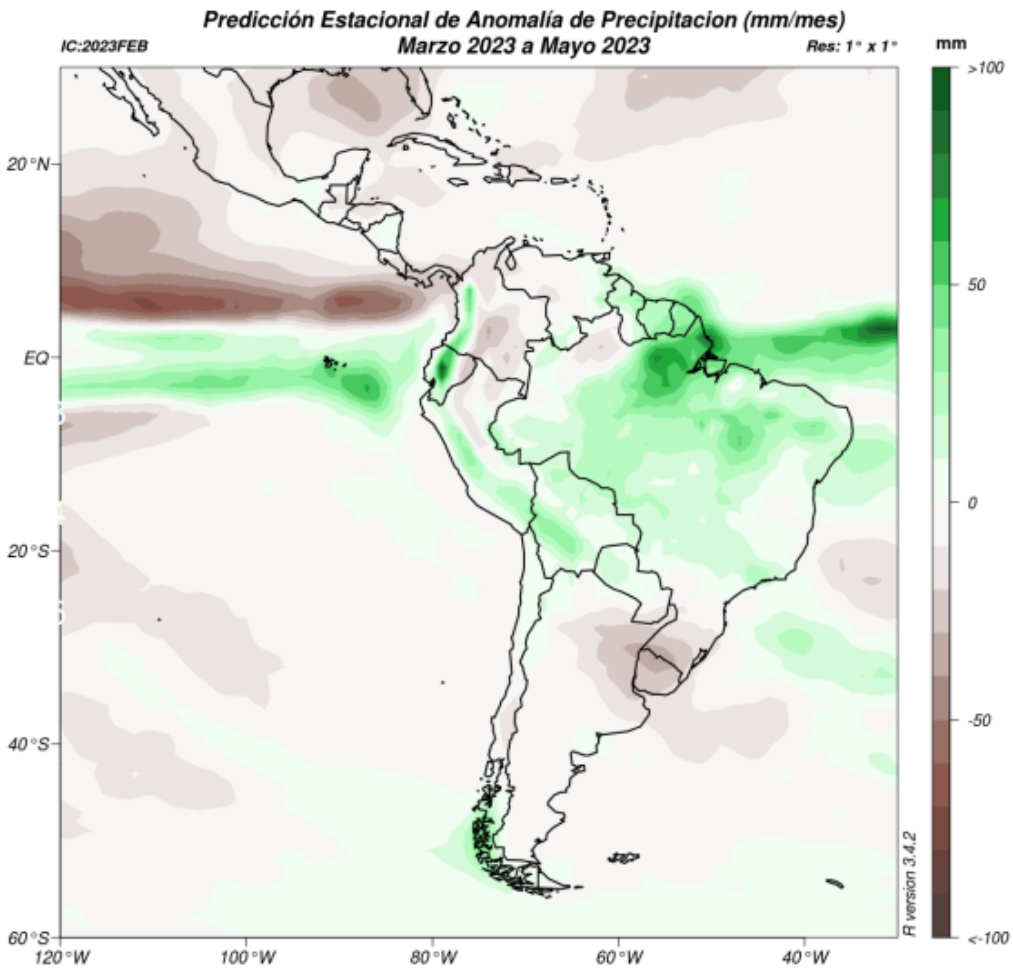 Predicción Estacional de Anomalía de Precipitacion (mm/mes)
IC:2023FEB
Marzo 2023 a Mayo 2023
Res: 1° x 1°
mm
>100
50
0
-50
<-100
20°N
EQ
20°S
40°S
60°S
120°W
100°W
80°W
60°W
40°W
R version 3.4.2